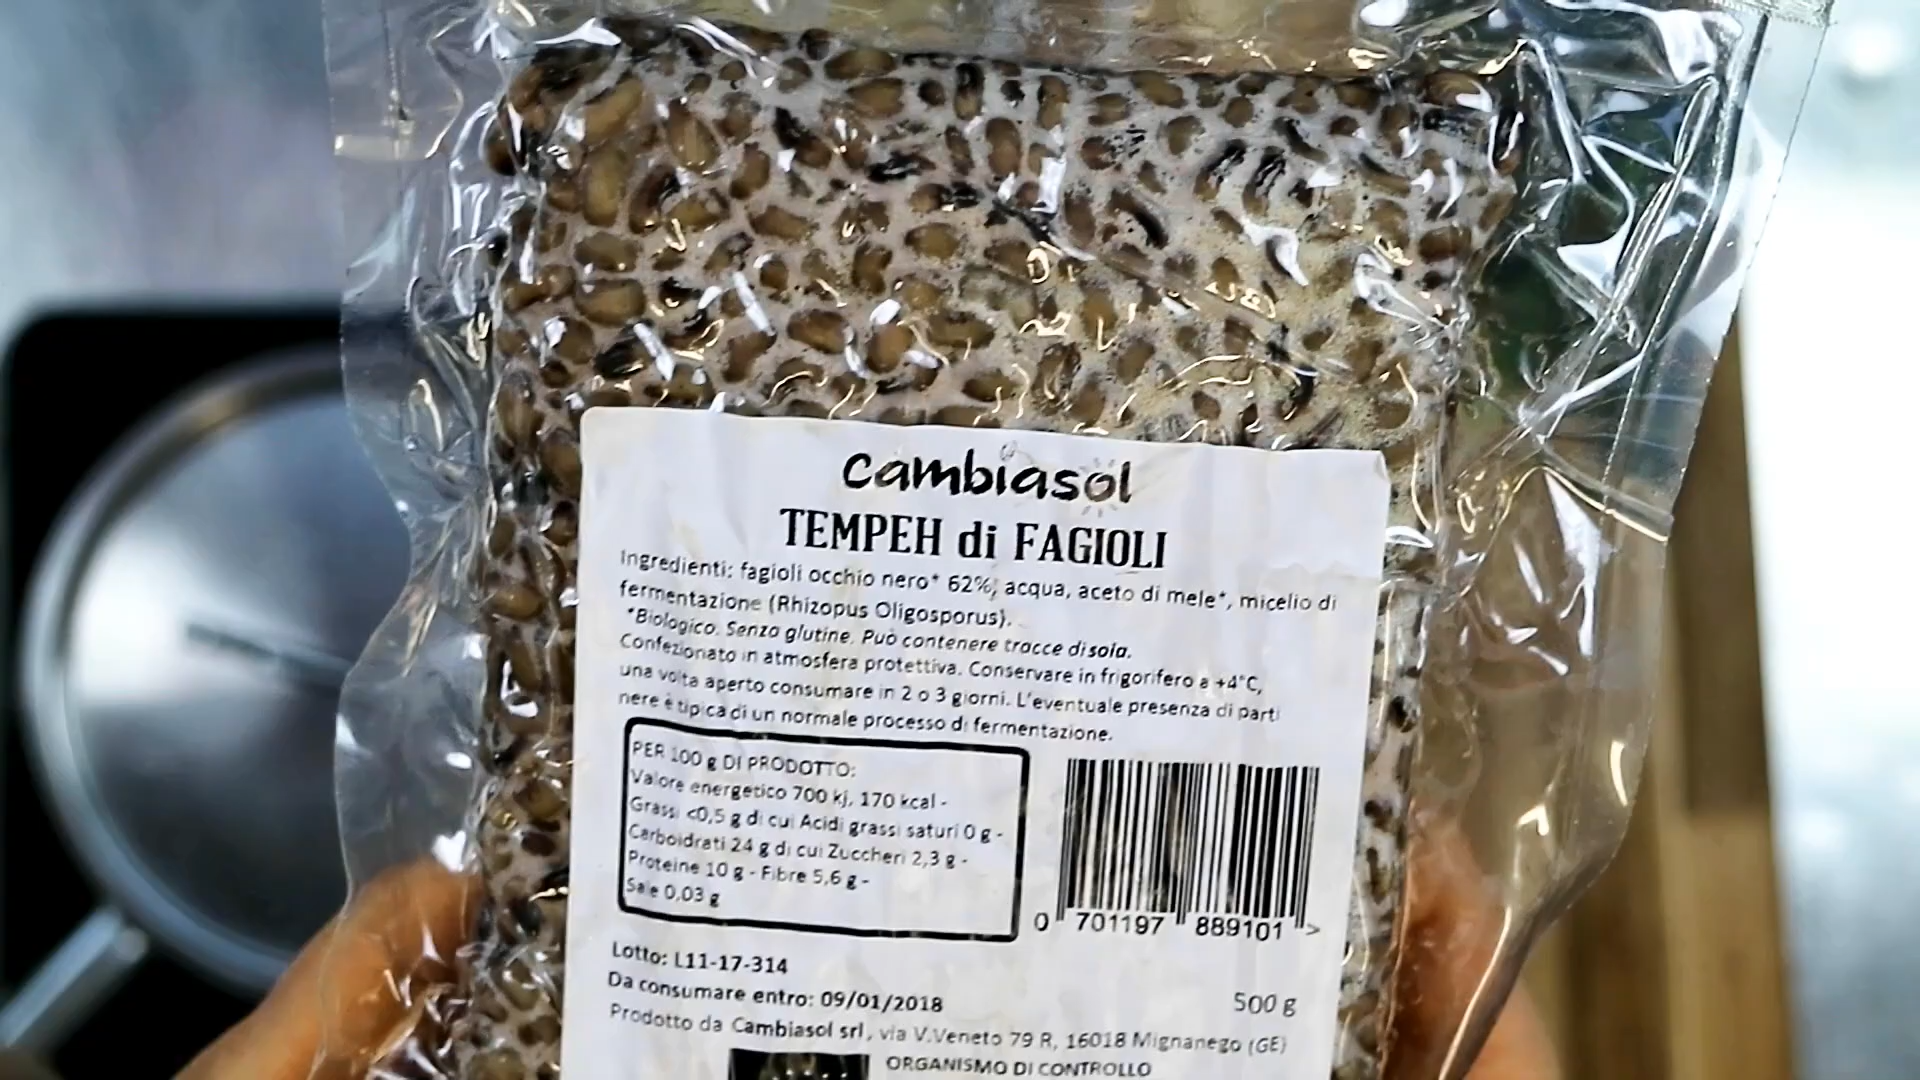 cambiasol
TEMPEH di FAGIOLI
Ingredienti: fagioli occhio nero* 62%, acqua, aceto di mele*, micelio di
fermentazione (Rhizopus Oligosporus).
*Biologico. Senza glutine. Può contenere tracce di soia.
Confezionato in atmosfera protettiva. Conservare in frigorifero a +4°C,
una volta aperto consumare in 2 o 3 giorni. L'eventuale presenza di parti
nere è tipica di un normale processo di fermentazione.
PER 100 g DI PRODOTTO:
Valore energetico 700 kj, 170 kcal -
Grassi <0,5 g di cui Acidi grassi saturi 0 g -
Carboidrati 24 g di cui Zuccheri 2,3 g -
Proteine 10 g - Fibre 5,6 g -
Sale 0,03 g
0 701197 889101 >
Lotto: L11-17-314
Da consumare entro: 09/01/2018
500 g
Prodotto da Cambiasol srl, via V.Veneto 79 R, 16018 Mignanego (GE)
ORGANISMO DI CONTROLLO